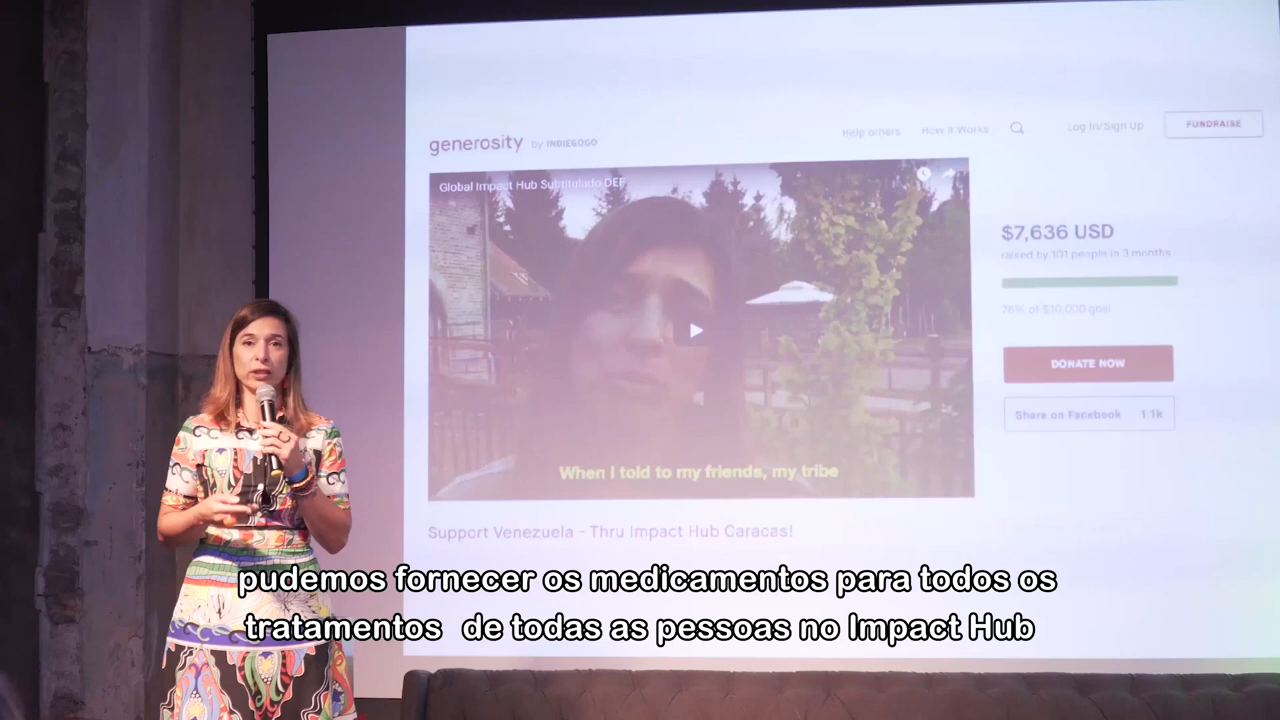 generosity by INDIEGOGO
Help others How It Works Log In/Sign Up FUNDRAISE
Global Impact Hub Subtitulado DEF
$7,636 USD
raised by 101 people in 3 months
76% of $10,000 goal
DONATE NOW
Share on Facebook 1.1k
When I told to my friends, my tribe
Support Venezuela - Thru Impact Hub Caracas!
pudemos fornecer os medicamentos para todos os
tratamentos de todas as pessoas no Impact Hub